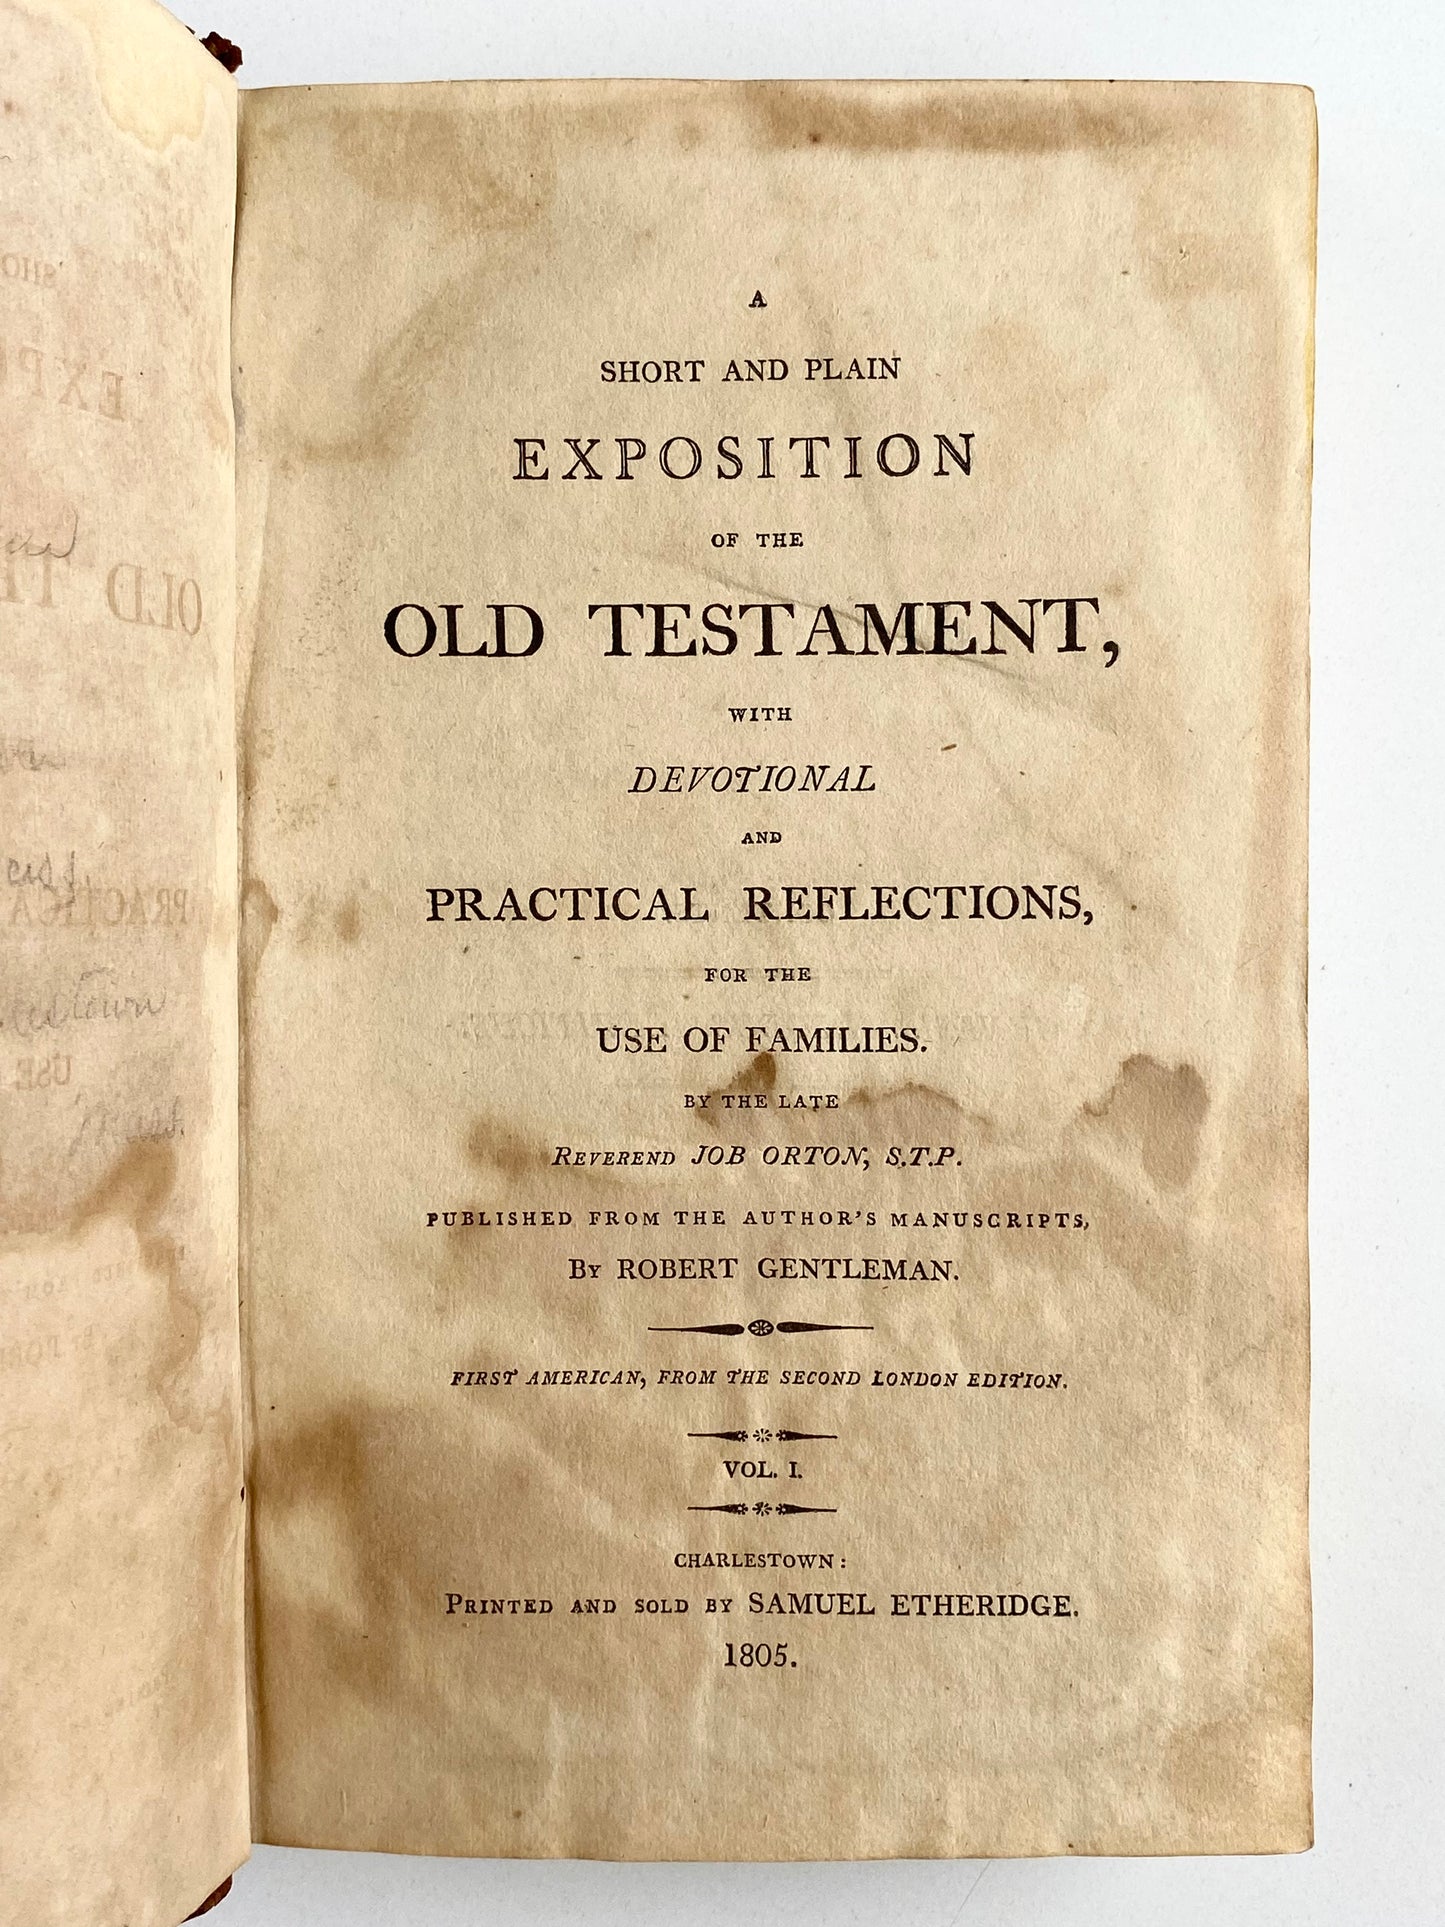 A
SHORT AND PLAIN
EXPOSITION
OF THE
OLD TESTAMENT,
WITH
DEVOTIONAL
AND
PRACTICAL REFLECTIONS,
FOR THE
USE OF FAMILIES.
BY THE LATE
REVEREND JOB ORTON, S.T.P.
PUBLISHED FROM THE AUTHOR'S MANUSCRIPTS,
BY ROBERT GENTLEMAN.
FIRST AMERICAN, FROM THE SECOND LONDON EDITION.
VOL. I.
CHARLESTOWN:
PRINTED AND SOLD BY SAMUEL ETHERIDGE.
1805.